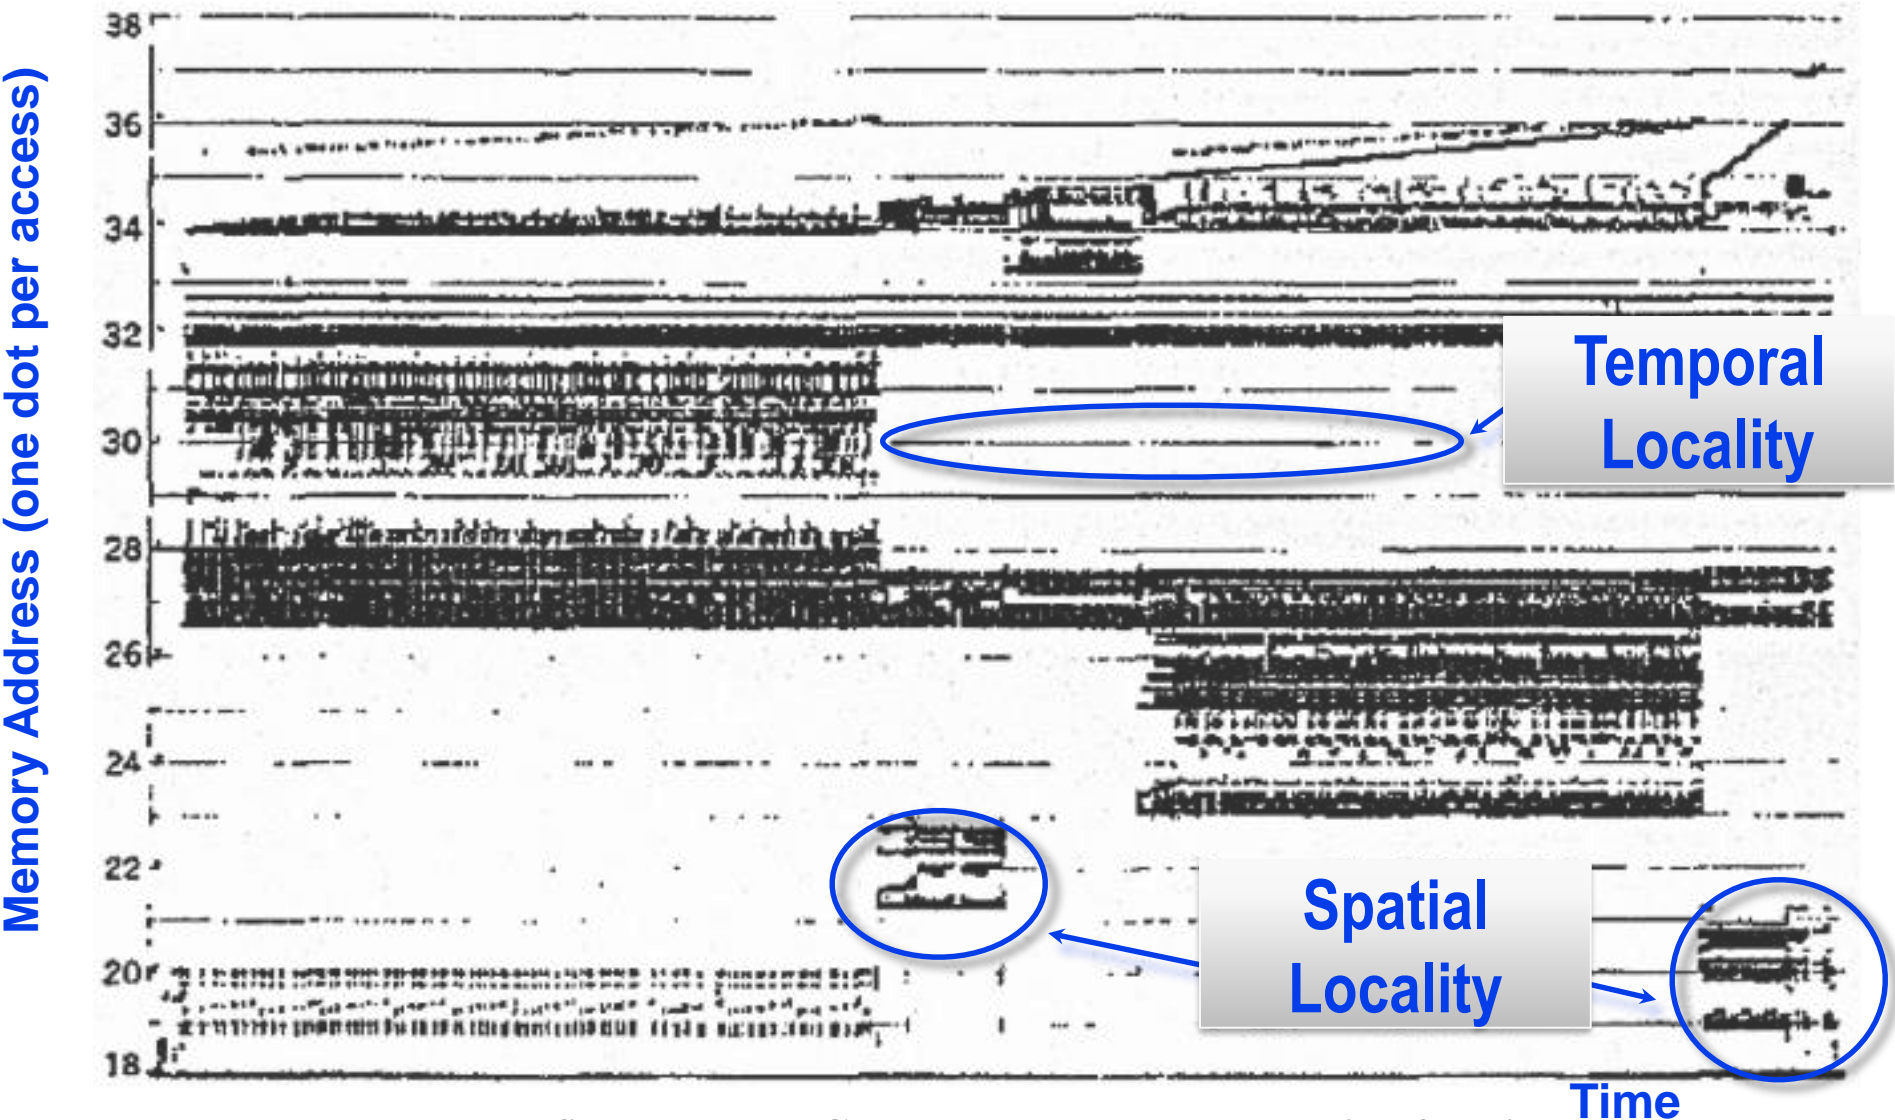 Memory Address (one dot per access)
38
36
34
32
30
28
26
24
22
20
18
Temporal
Locality
Spatial
Locality
Time